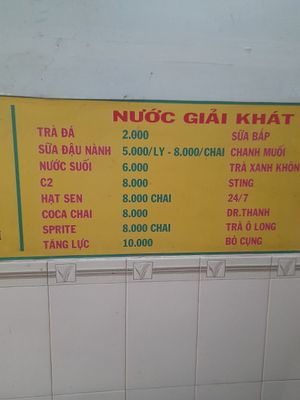 NƯỚC GIẢI KHÁT
TRÀ ĐÁ 2.000 SỮA BẮP
SỮA ĐẬU NÀNH 5.000/LY - 8.000/CHAI CHANH MUỐI
NƯỚC SUỐI 6.000 TRÀ XANH KHÔN
C2 8.000 STING
HẠT SEN 8.000 CHAI 24/7
COCA CHAI 8.000 DR.THANH
SPRITE 8.000 CHAI TRÀ Ô LONG
TĂNG LỰC 10.000 BÒ CỤNG